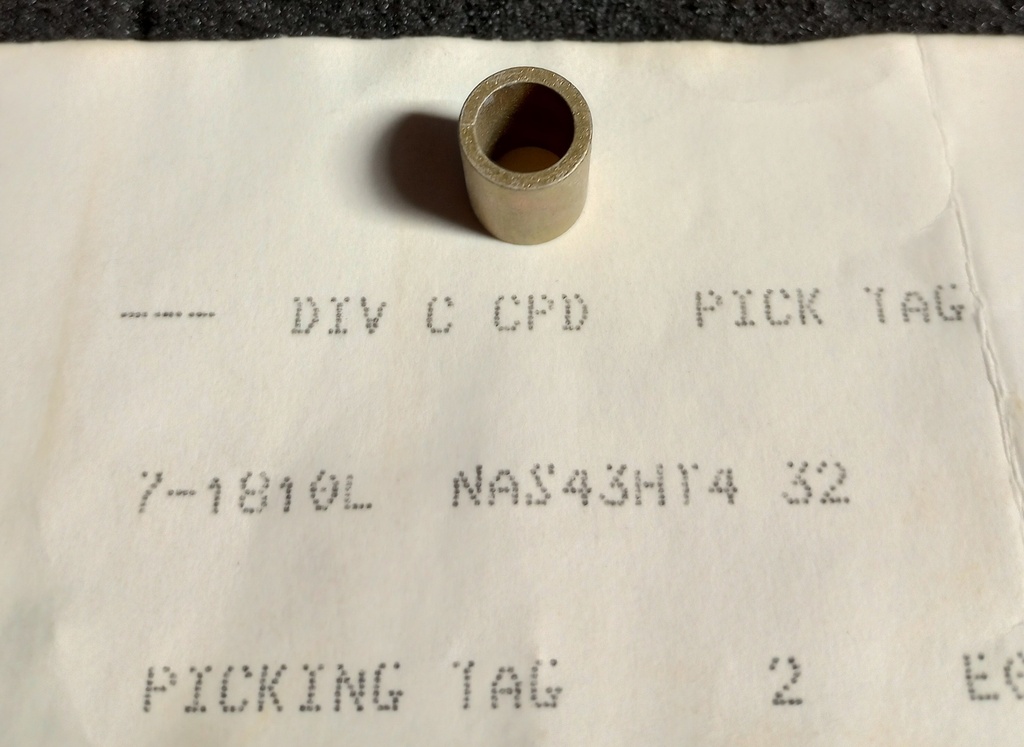 --- DIV C CPD PICK TAG
7-1810L NAS43HT4 32
PICKING TAG 2